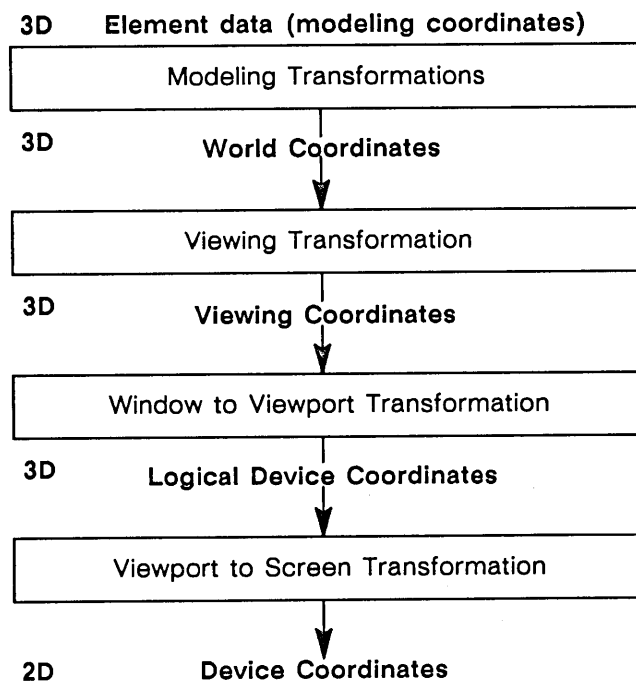 3D Element data (modeling coordinates)
Modeling Transformations
3D World Coordinates
Viewing Transformation
3D Viewing Coordinates
Window to Viewport Transformation
3D Logical Device Coordinates
Viewport to Screen Transformation
2D Device Coordinates